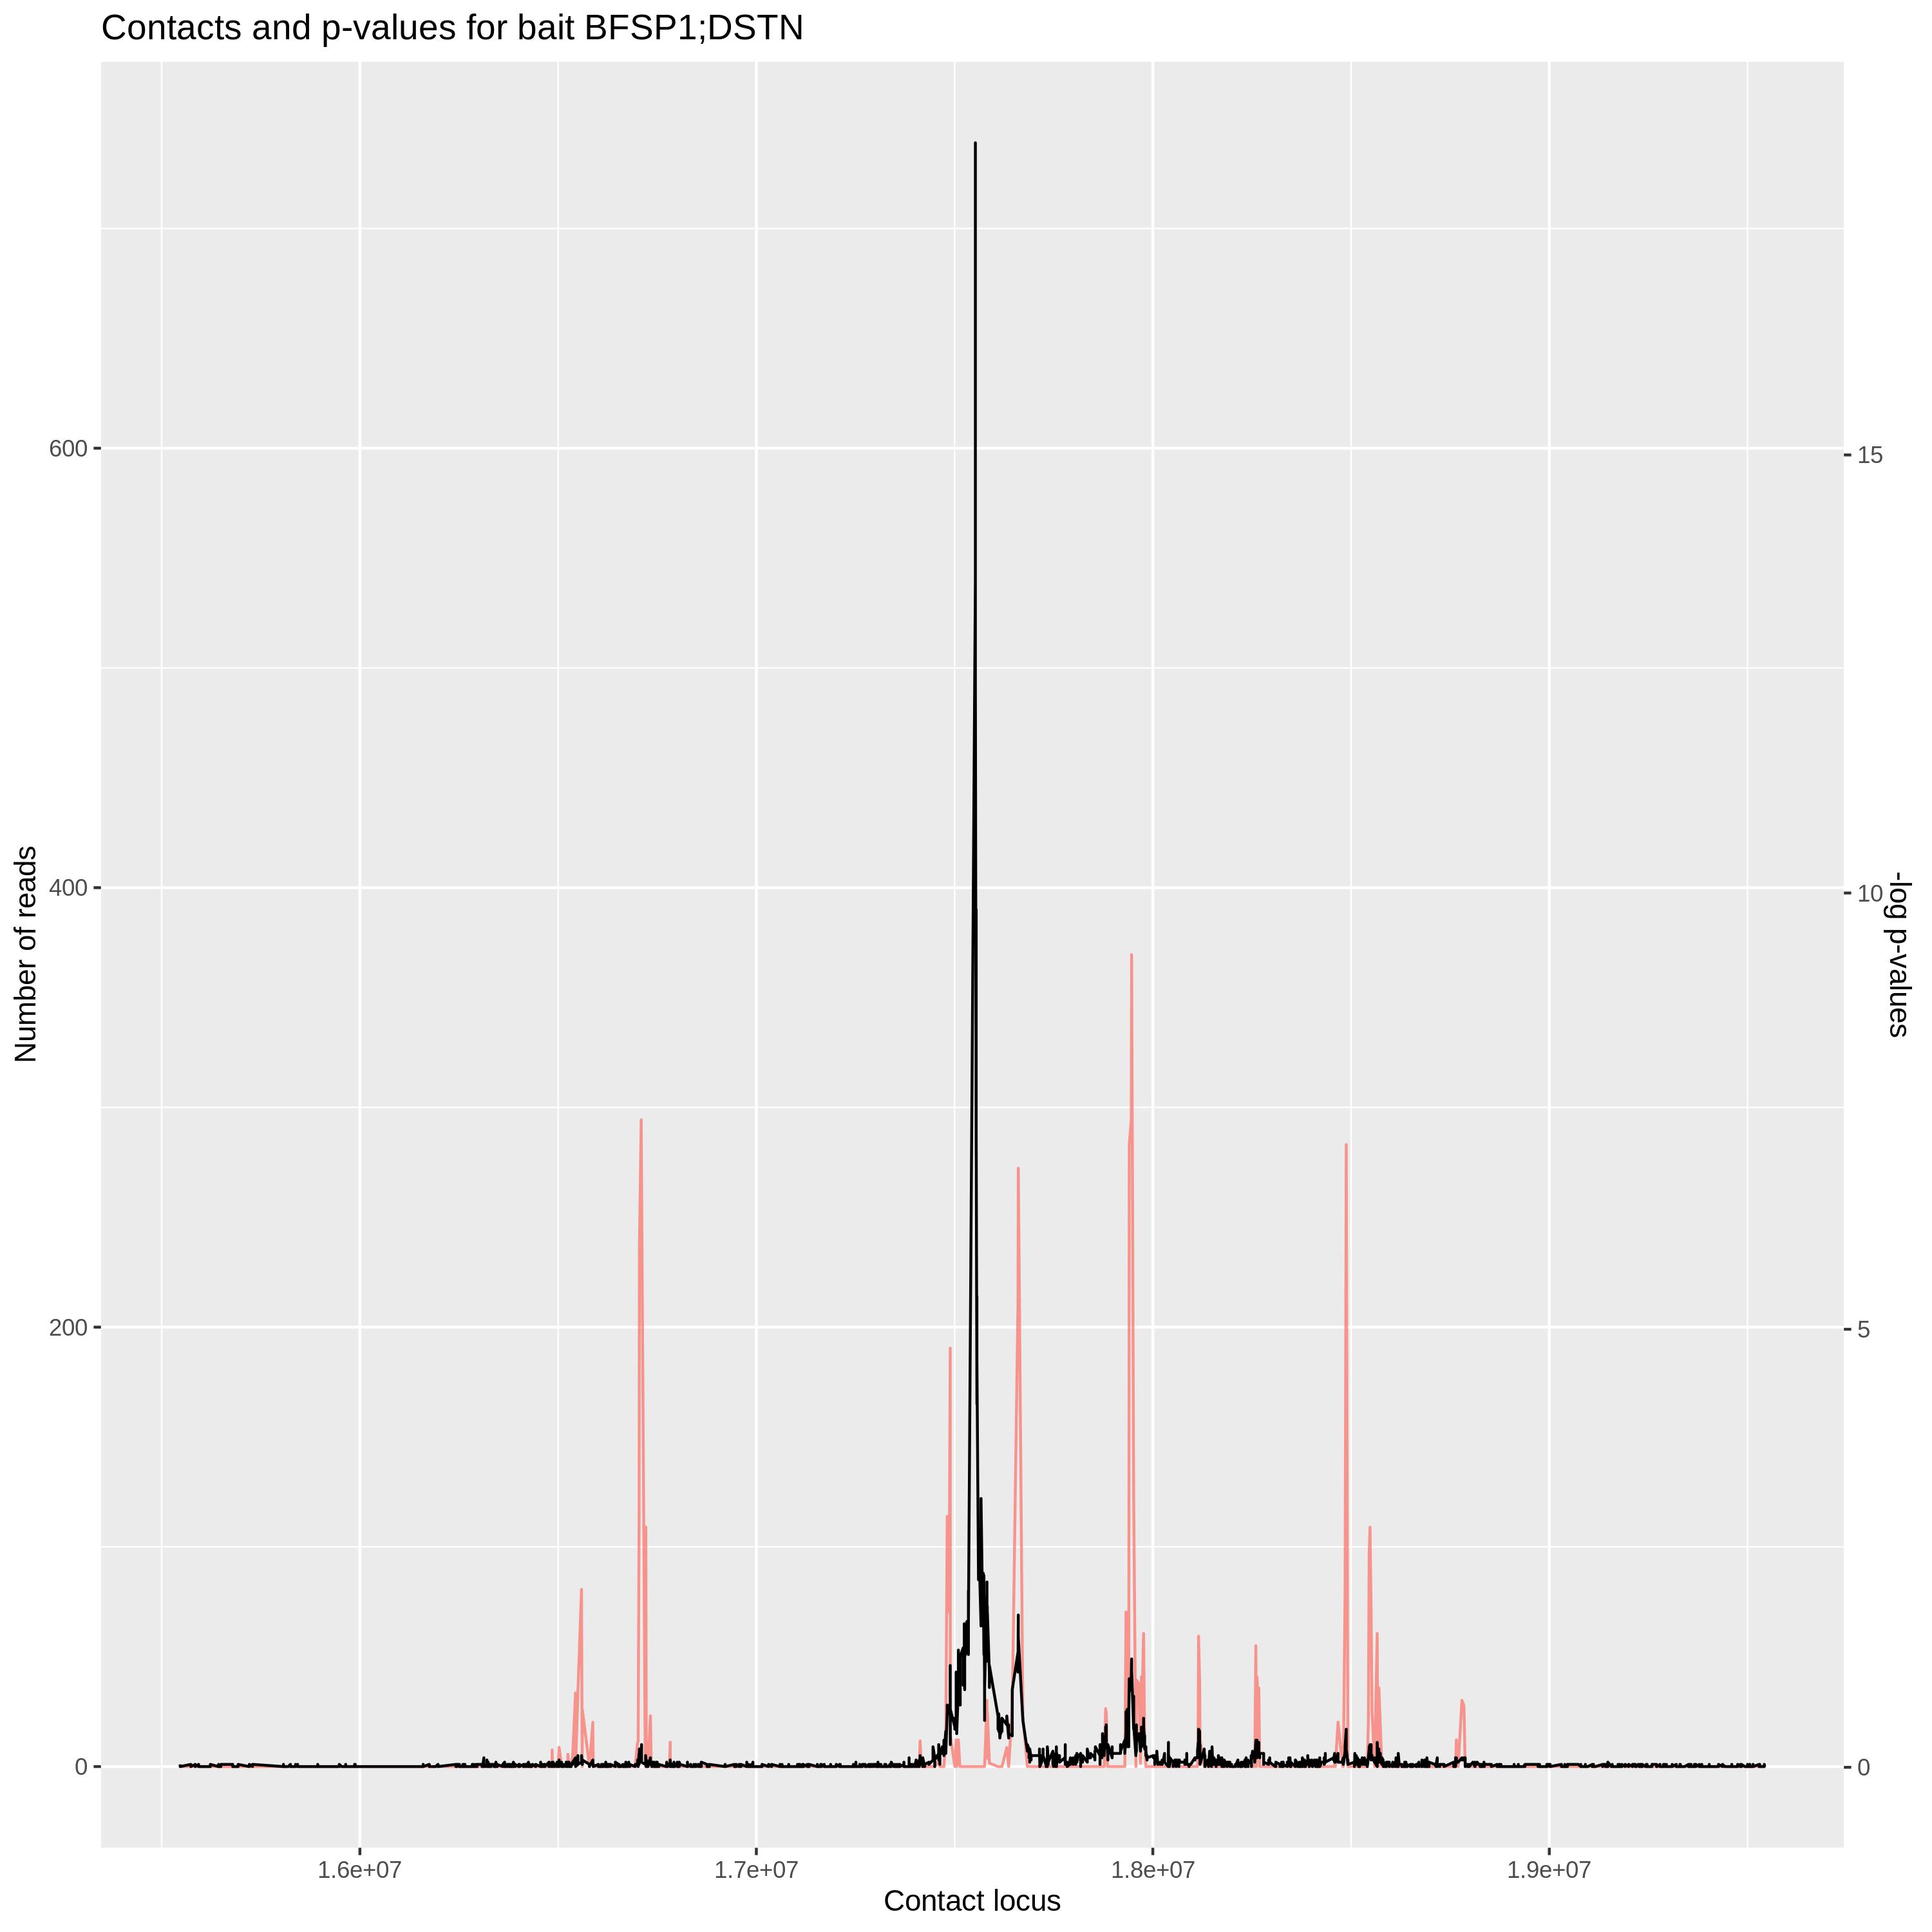 Contacts and p-values for bait BFSP1;DSTN
600
400
200
0
Number of reads
15
10
5
0
-log p-values
1.6e+07
1.7e+07
1.8e+07
1.9e+07
Contact locus